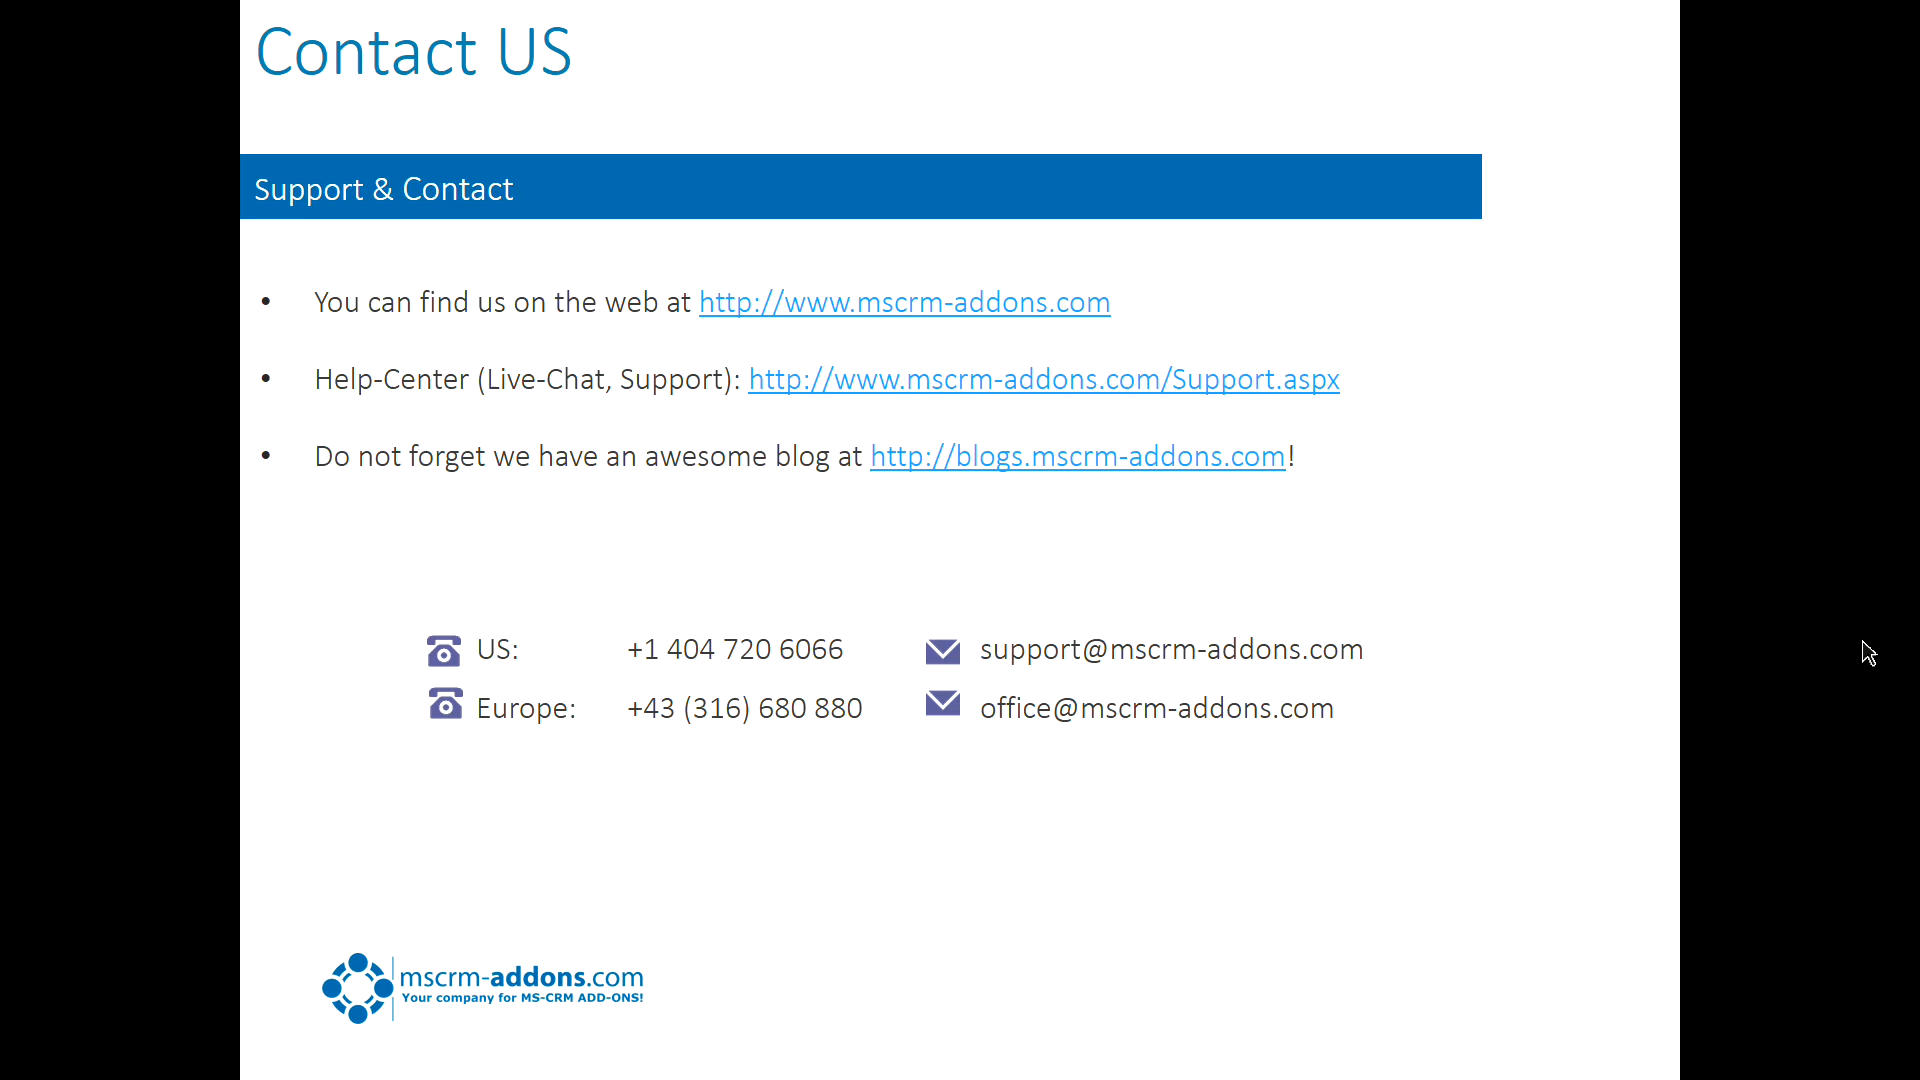 Contact US
Support & Contact
• You can find us on the web at http://www.mscrm-addons.com
• Help-Center (Live-Chat, Support): http://www.mscrm-addons.com/Support.aspx
• Do not forget we have an awesome blog at http://blogs.mscrm-addons.com!
US: +1 404 720 6066 support@mscrm-addons.com
Europe: +43 (316) 680 880 office@mscrm-addons.com
mscrm-addons.com
Your company for MS-CRM ADD-ONS!